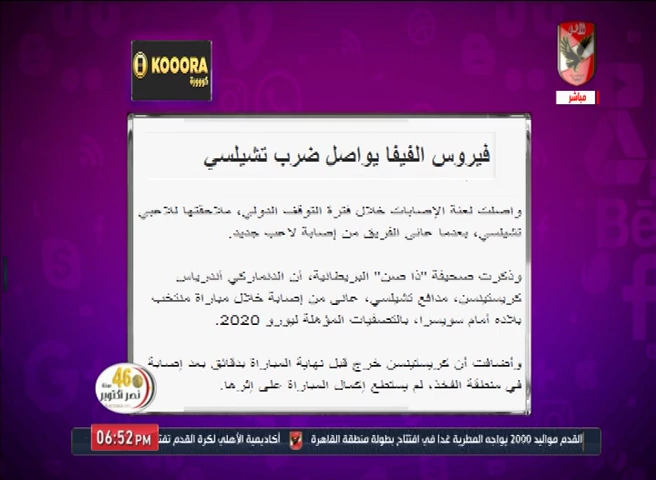 KOOORA
كووورة
مباشر
فيروس الفيفا يواصل ضرب تشيلسي
واصلت لعنة الإصابات خلال فترة التوقف الدولي، ملاحقتها للاعبي
تشيلسي، بعدما عانى الفريق من إصابة لاعب جديد.
وذكرت صحيفة "ذا صن" البريطانية، أن الدنماركي أندرياس
كريستينسن، مدافع تشيلسي، عانى من إصابة خلال مباراة منتخب
بلاده أمام سويسرا، بالتصفيات المؤهلة ليورو 2020.
وأضافت أن كريستينسن خرج قبل نهاية المباراة بدقائق بعد إصابة
في منطقة الفخذ، لم يستطع إكمال المباراة على إثرها.
46 سنة
نصر أكتوبر
06:52 PM
القدم مواليد 2000 يواجه المطرية غدا في افتتاح بطولة منطقة القاهرة
أكاديمية الأهلي لكرة القدم تفت